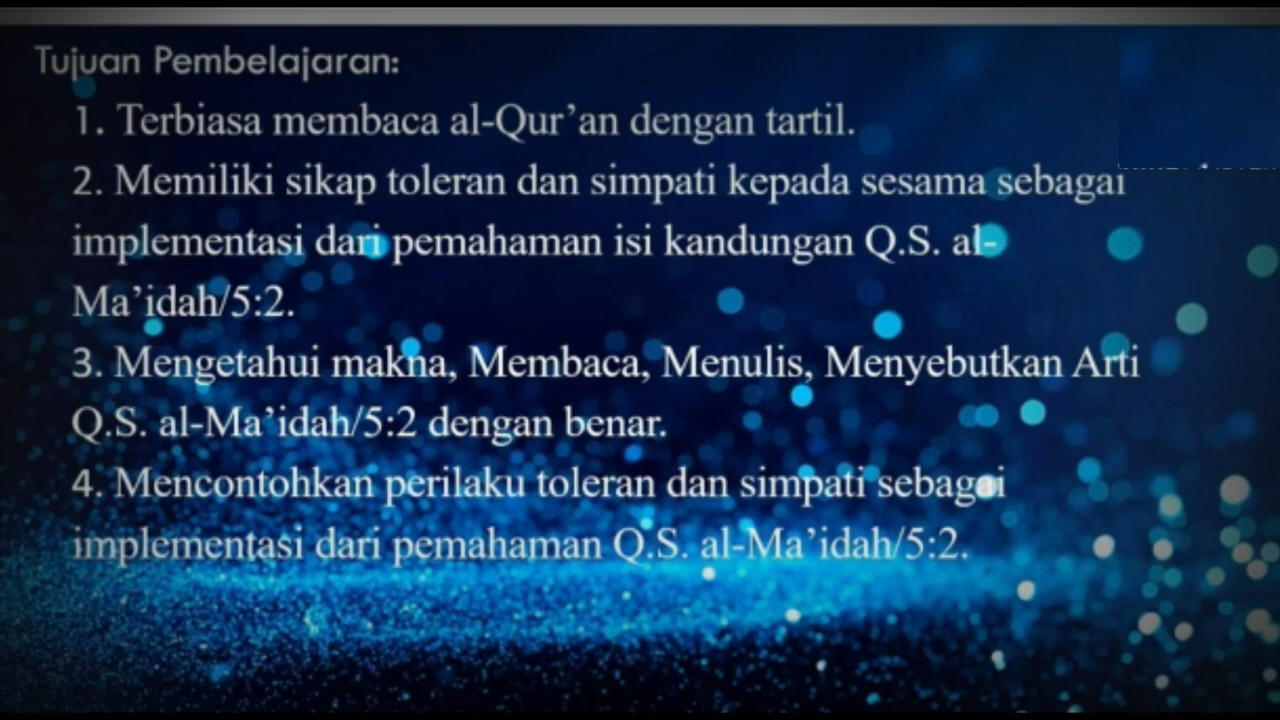 Tujuan Pembelajaran:
1. Terbiasa membaca al-Qur’an dengan tartil.
2. Memiliki sikap toleran dan simpati kepada sesama sebagai
implementasi dari pemahaman isi kandungan Q.S. al-
Ma’idah/5:2.
3. Mengetahui makna, Membaca, Menulis, Menyebutkan Arti
Q.S. al-Ma’idah/5:2 dengan benar.
4. Mencontohkan perilaku toleran dan simpati sebagai
implementasi dari pemahaman Q.S. al-Ma’idah/5:2.